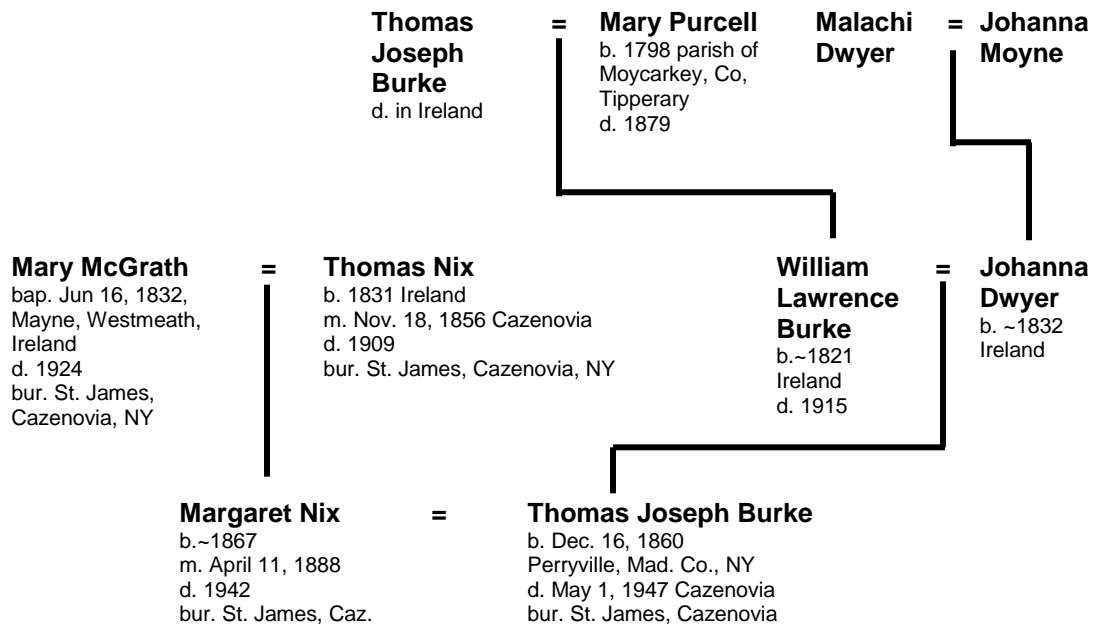 Thomas Joseph Burke
d. in Ireland
=
Mary Purcell
b. 1798 parish of
Moycarkey, Co,
Tipperary
d. 1879
Malachi
Dwyer
=
Johanna
Moyne
Mary McGrath
bap. Jun 16, 1832,
Mayne, Westmeath,
Ireland
d. 1924
bur. St. James,
Cazenovia, NY
=
Thomas Nix
b. 1831 Ireland
m. Nov. 18, 1856 Cazenovia
d. 1909
bur. St. James, Cazenovia, NY
William
Lawrence
Burke
b.~1821
Ireland
d. 1915
=
Johanna
Dwyer
b. ~1832
Ireland
Margaret Nix
b.~1867
m. April 11, 1888
d. 1942
bur. St. James, Caz.
=
Thomas Joseph Burke
b. Dec. 16, 1860
Perryville, Mad. Co., NY
d. May 1, 1947 Cazenovia
bur. St. James, Cazenovia